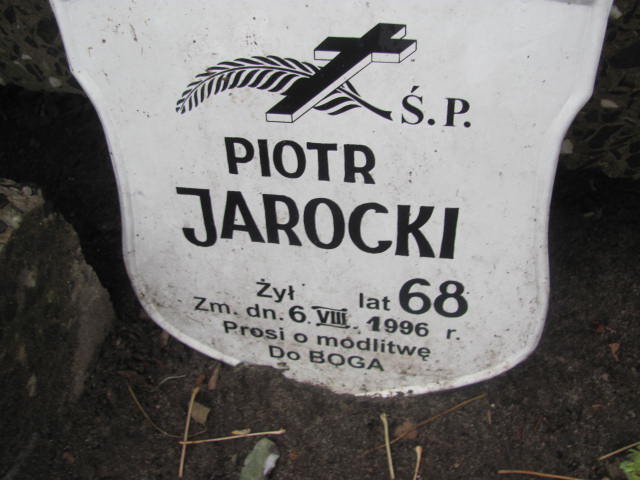 Ś.P.
PIOTR
JAROCKI
Żył lat 68
Zm. dn. 6. VIII. 1996 r.
Prosi o modlitwę
Do BOGA